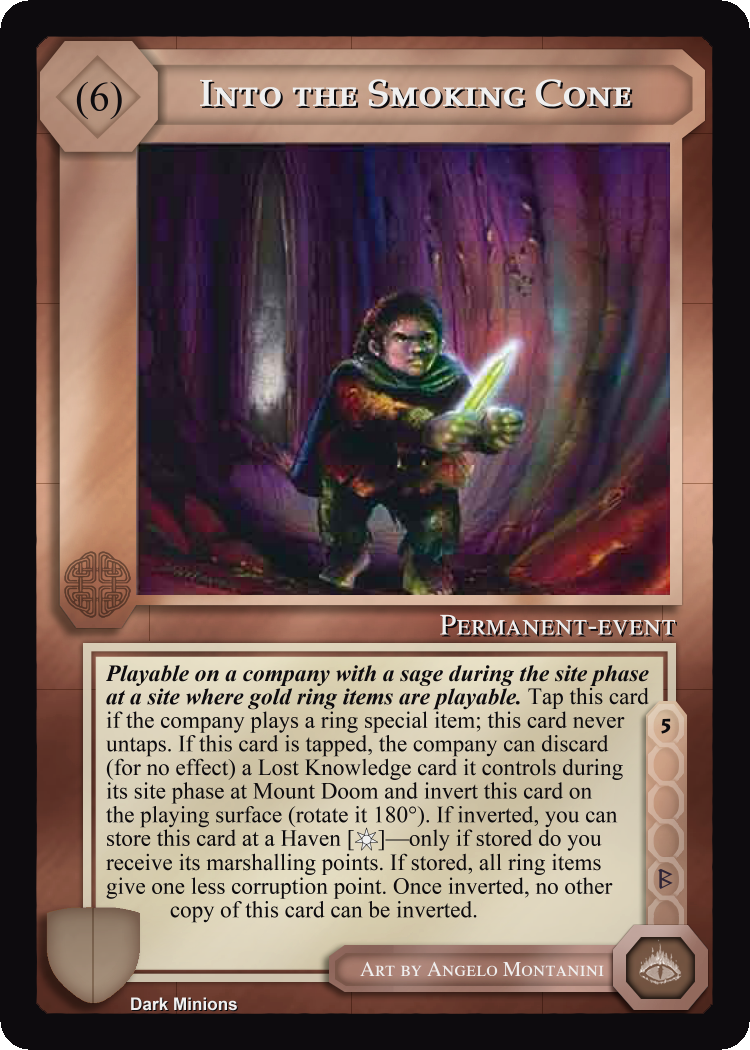 (6)
Into the Smoking Cone
Permanent-event
Playable on a company with a sage during the site phase
at a site where gold ring items are playable. Tap this card
if the company plays a ring special item; this card never
untaps. If this card is tapped, the company can discard
(for no effect) a Lost Knowledge card it controls during
its site phase at Mount Doom and invert this card on
the playing surface (rotate it 180°). If inverted, you can
store this card at a Haven [ ]—only if stored do you
receive its marshalling points. If stored, all ring items
give one less corruption point. Once inverted, no other
copy of this card can be inverted.
5
ᛒ
Art by Angelo Montanini
Dark Minions